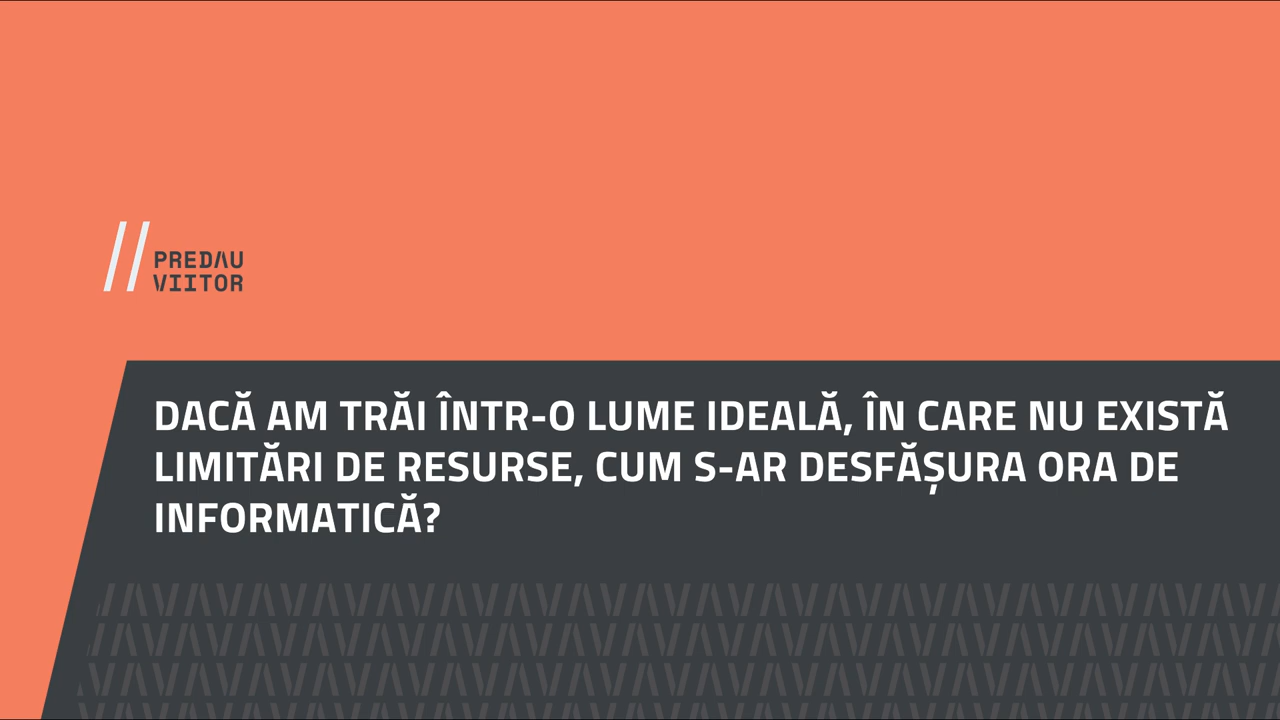 PREDAU
VIITOR
DACĂ AM TRĂI ÎNTR-O LUME IDEALĂ, ÎN CARE NU EXISTĂ
LIMITĂRI DE RESURSE, CUM S-AR DESFĂȘURA ORA DE
INFORMATICĂ?